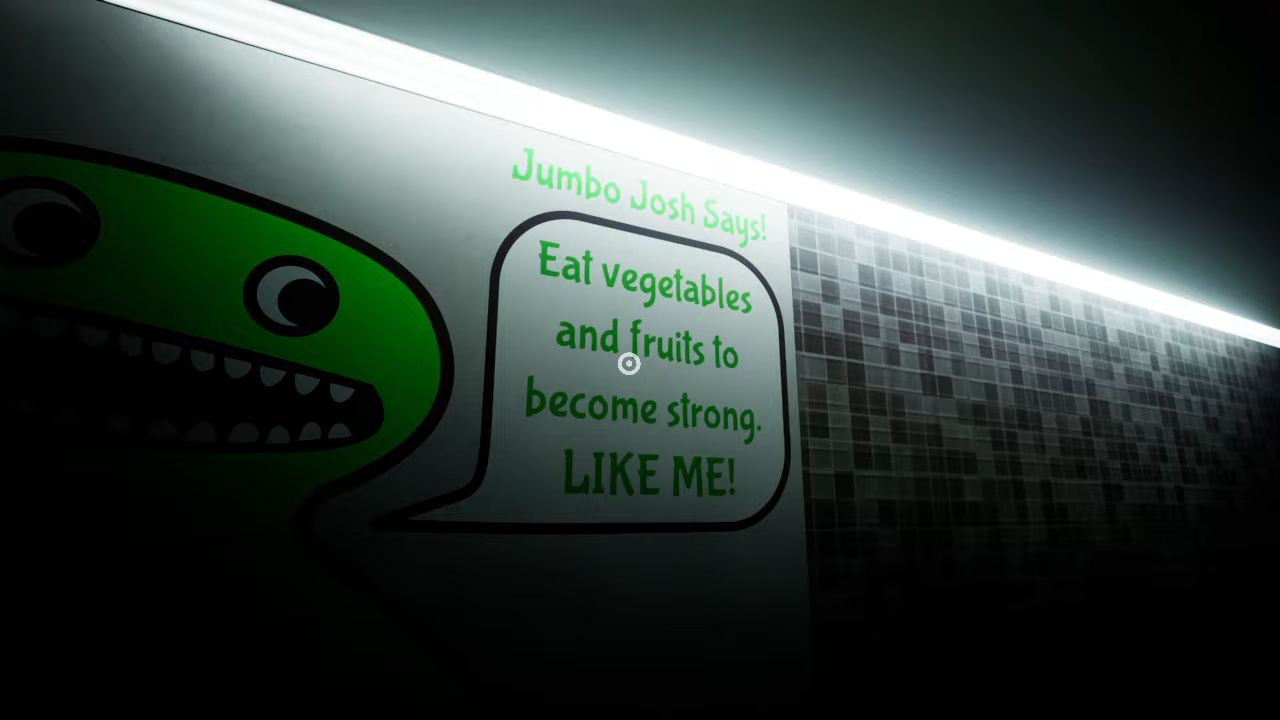 Jumbo Josh Says!
Eat vegetables
and fruits to
become strong.
LIKE ME!